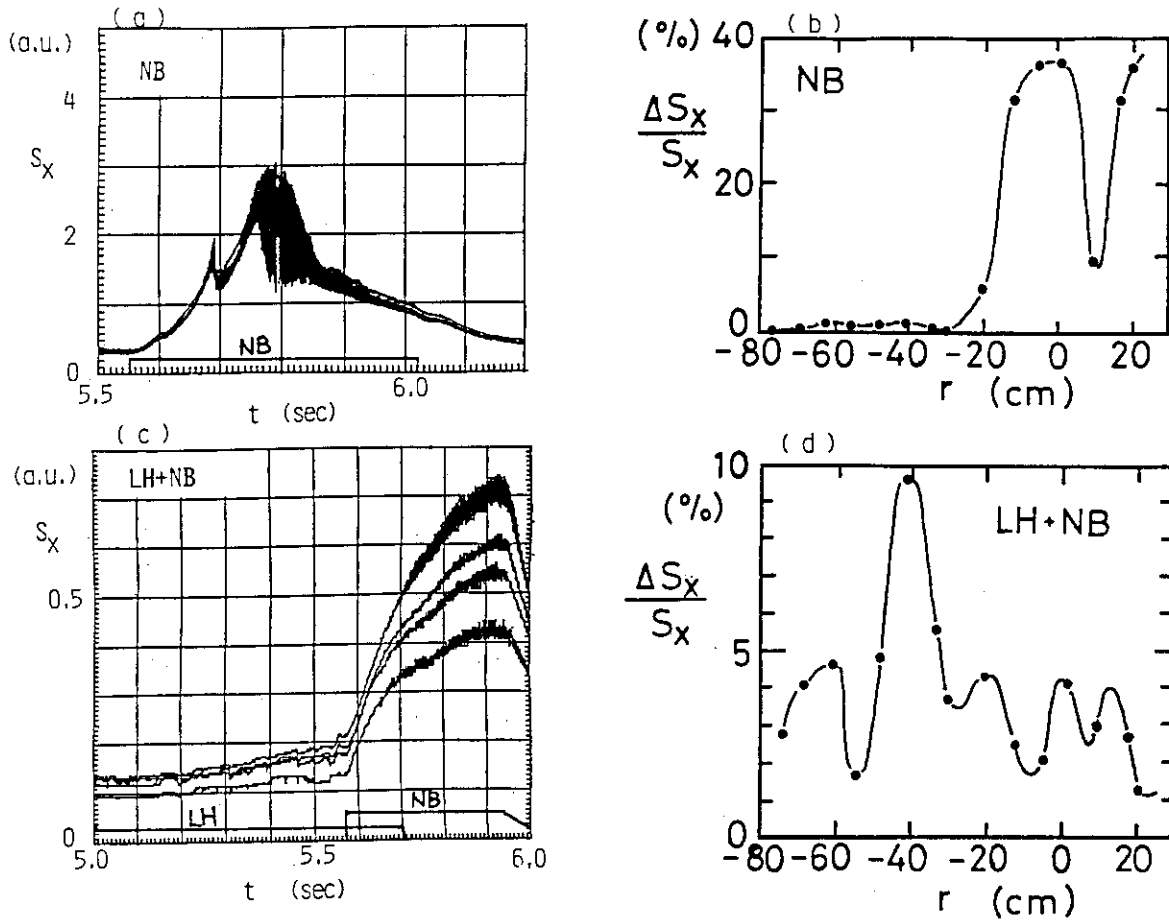 (a)
(a.u.)
NB
4
S_X
2
NB
0
5.5
6.0
t (sec)
(b)
(%)
40
NB
ΔS_X
S_X
20
0
-80
-60
-40
-20
0
20
r (cm)
(c)
(a.u.)
LH+NB
S_X
0.5
NB
LH
0
5.0
5.5
6.0
t (sec)
(d)
10
(%)
LH+NB
ΔS_X
S_X
5
0
-80
-60
-40
-20
0
20
r (cm)